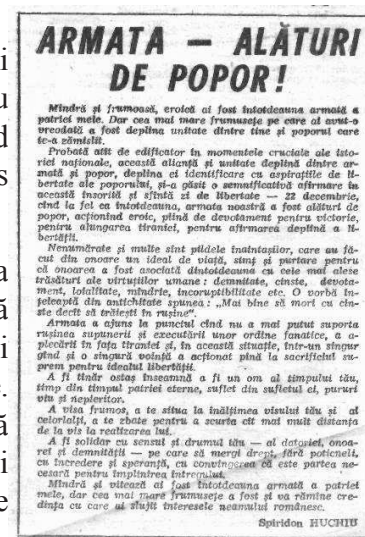 ARMATA — ALĂTURI
DE POPOR!
Mîndră și frumoasă, eroică ai fost întotdeauna armată a
patriei mele. Dar cea mai mare frumusețe pe care ai avut-o
vreodată a fost deplina unitate dintre tine și poporul care
te-a zămislit.
Probată atît de edificator în momentele cruciale ale isto-
riei naționale, această alianță și unitate deplină dintre ar-
mată și popor, deplina ei identificare cu aspirațiile de li-
bertate ale poporului, și-a găsit o semnificativă afirmare în
această însorită și sfîntă zi de libertate — 22 decembrie,
cînd la fel ca întotdeauna, armata noastră a fost alături de
popor, acționînd eroic, plină de devotament pentru victorie,
pentru alungarea tiraniei, pentru afirmarea deplină a li-
bertății.
Nenumărate și multe sînt pildele înaintașilor, care au fă-
cut din onoare un ideal de viață, simț și purtare pentru
că onoarea a fost asociată dintotdeauna cu cele mai alese
trăsături ale virtuților umane: demnitate, cinste, devota-
ment, loialitate, mîndrie, incoruptibilitate etc. O vorbă în-
țeleaptă din antichitate spunea: „Mai bine să mori cu cin-
ste decît să trăiești în rușine”.
Armata a ajuns la punctul cînd nu a mai putut suporta
rușinea supunerii și executării unor ordine fanatice, a a-
plecării în fața tiraniei și, în această situație, într-un singur
gînd și o singură voință a acționat pînă la sacrificiul su-
prem pentru idealul libertății.
A fi tînăr ostaș înseamnă a fi un om al timpului tău,
timp din timpul patriei eterne, suflet din sufletul ei, pururi
viu și nepieritor.
A visa frumos, a te situa la înălțimea visului tău și al
celorlalți, a te zbate pentru a scurta cît mai mult distanța
de la vis la realizarea lui.
A fi solidar cu sensul și drumul tău — al datoriei, onoa-
rei și demnității — pe care să mergi drept, fără poticneli,
cu încredere și speranță, cu convingerea că este partea ne-
cesară pentru împlinirea întregului.
Mîndră și vitează ai fost întotdeauna armată a patriei
mele, dar cea mai mare frumusețe a fost și va rămîne cre-
dința cu care ai slujit interesele neamului românesc.
Spiridon HUCHIU